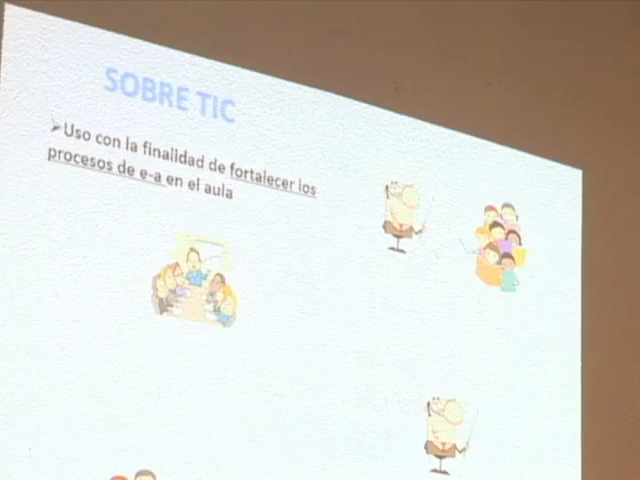 SOBRE TIC
➢Uso con la finalidad de fortalecer los
procesos de e-a en el aula